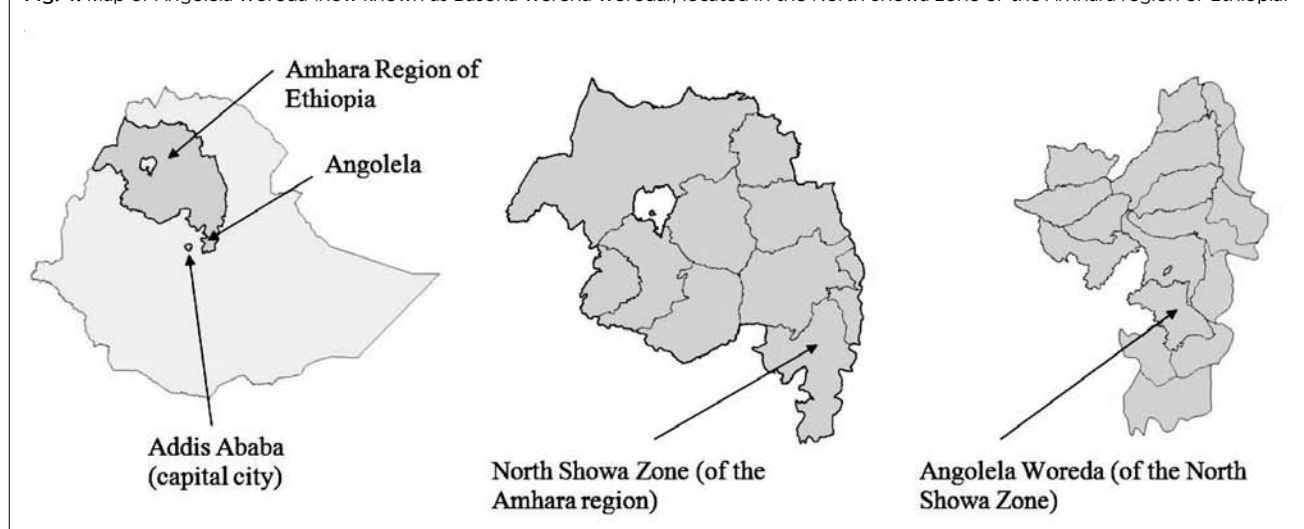 Map of Angolela Woreda (now known as Werena Woreda), located in the North Showa Zone of the Amhara region of Ethiopia.
Amhara Region of
Ethiopia
Angolela
Addis Ababa
(capital city)
North Showa Zone (of the
Amhara region)
Angolela Woreda (of the North
Showa Zone)